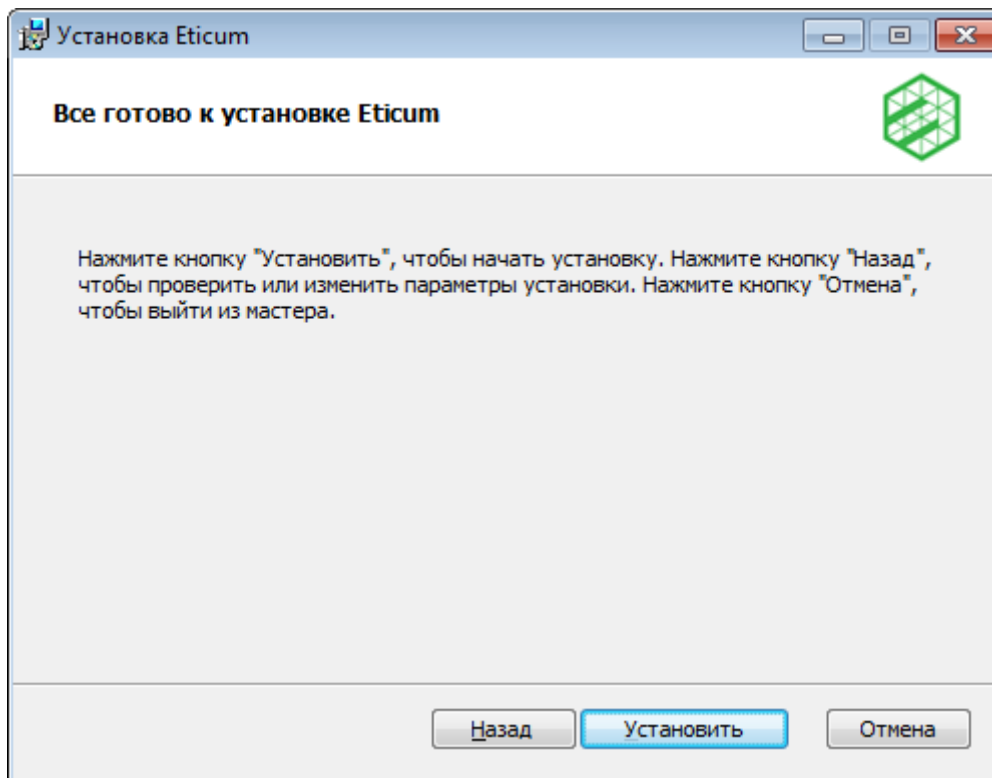 Установка Eticum
Все готово к установке Eticum
Нажмите кнопку "Установить", чтобы начать установку. Нажмите кнопку "Назад",
чтобы проверить или изменить параметры установки. Нажмите кнопку "Отмена",
чтобы выйти из мастера.
Назад Установить Отмена